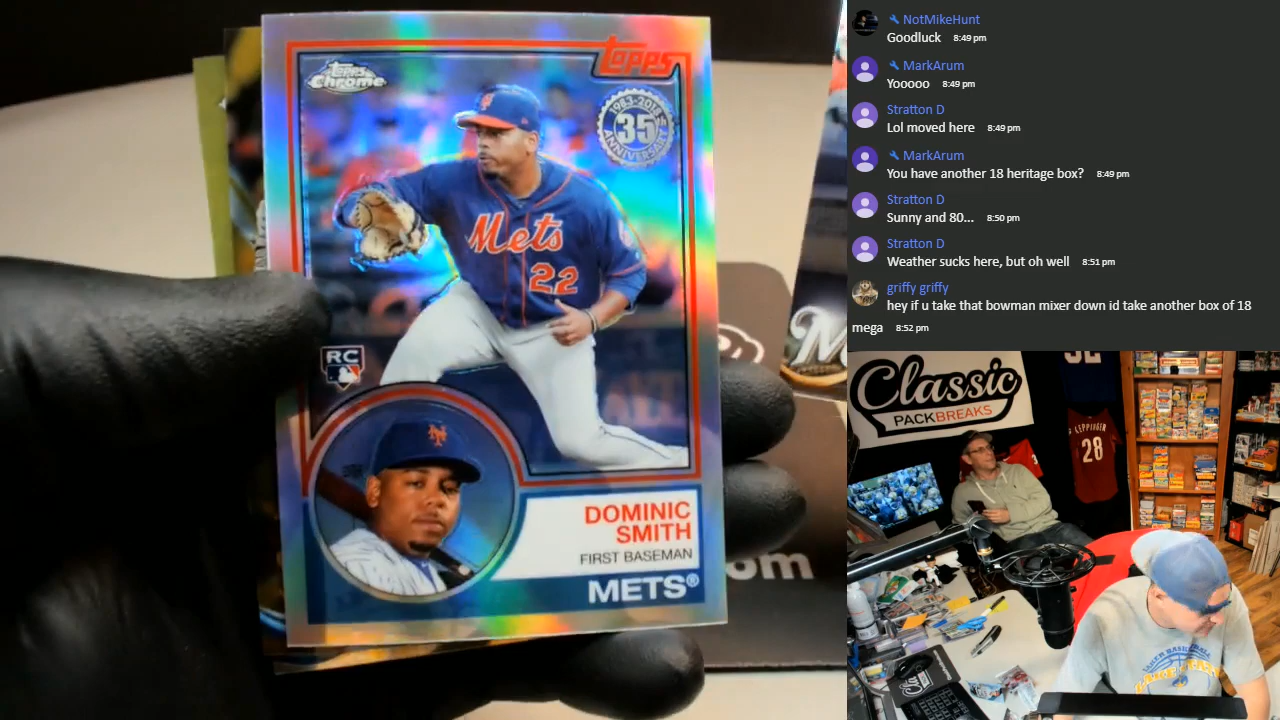 Topps
Topps
Chrome
1983-2018
35th
ANNIVERSARY
Mets
22
RC
DOMINIC
SMITH
FIRST BASEMAN
METS®
om
NotMikeHunt
Goodluck 8:49 pm
MarkArum
Yooooo 8:49 pm
Stratton D
Lol moved here 8:49 pm
MarkArum
You have another 18 heritage box? 8:49 pm
Stratton D
Sunny and 80... 8:50 pm
Stratton D
Weather sucks here, but oh well 8:51 pm
griffy griffy
hey if u take that bowman mixer down id take another box of 18
mega 8:52 pm
Classic
PACKBREAKS
LEPPINGER
28